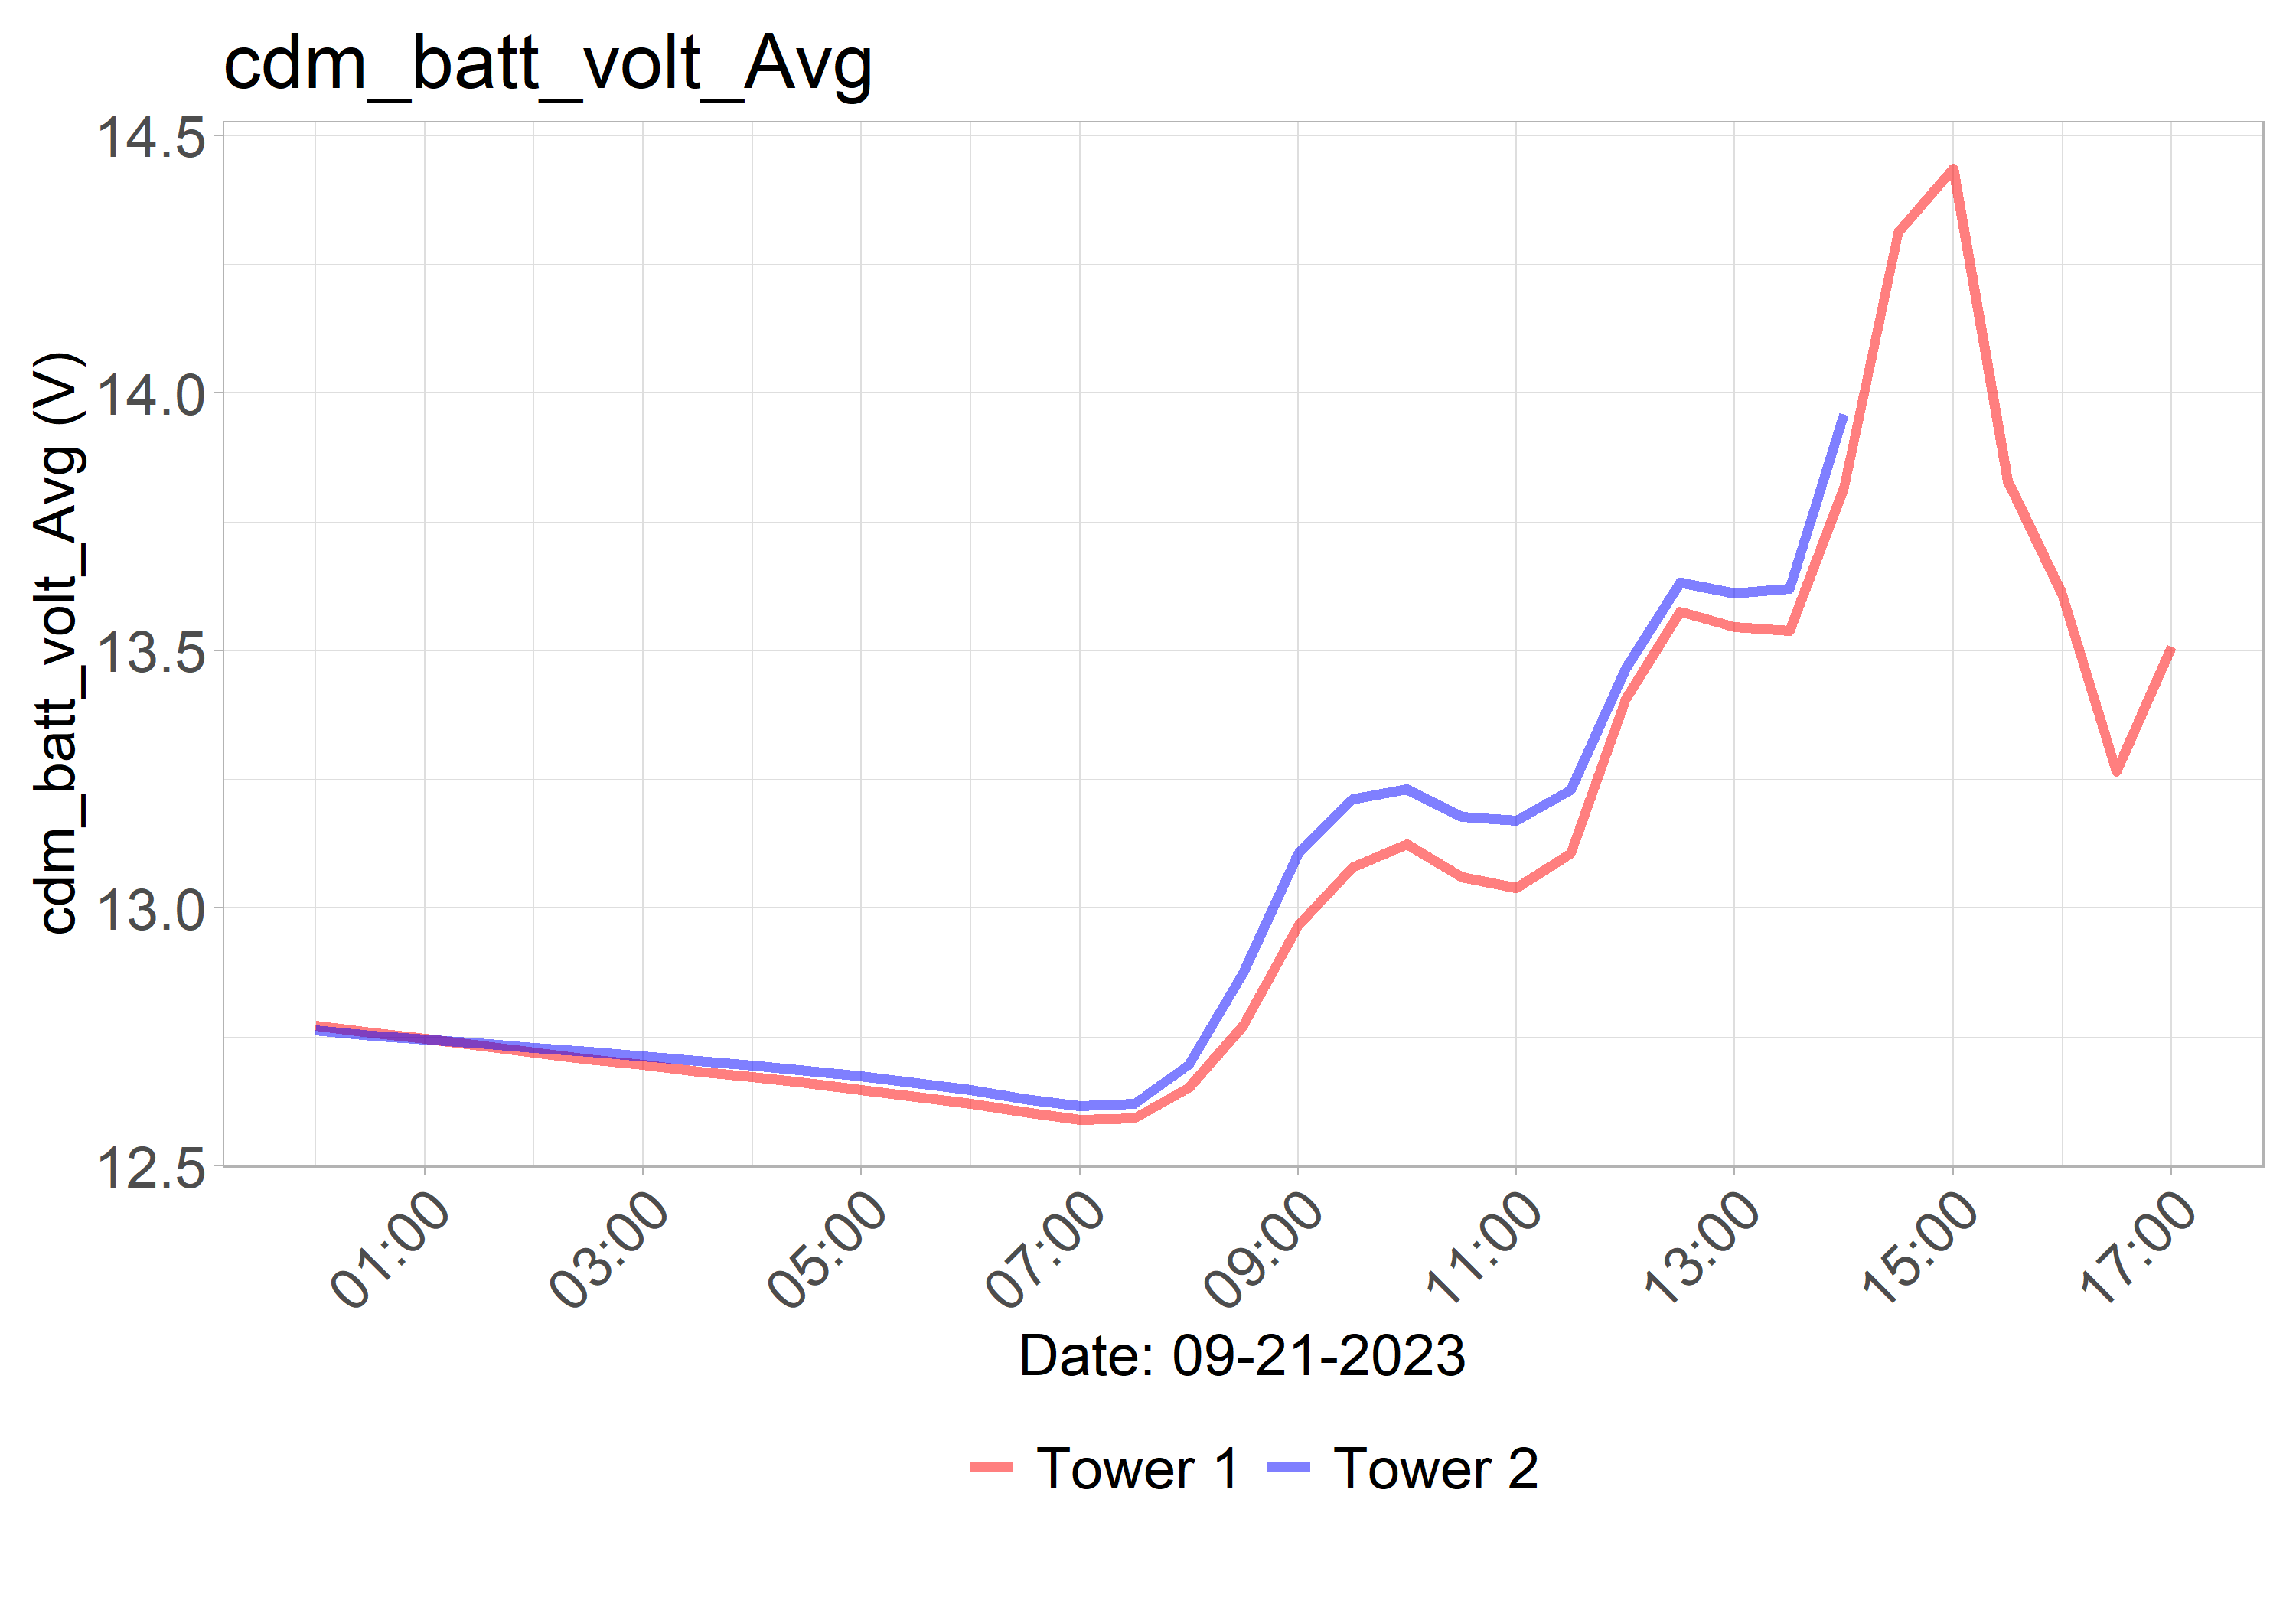 cdm_batt_volt_Avg
cdm_batt_volt_Avg (V)
14.5
14.0
13.5
13.0
12.5
01:00 03:00 05:00 07:00 09:00 11:00 13:00 15:00 17:00
Date: 09-21-2023
Tower 1 Tower 2